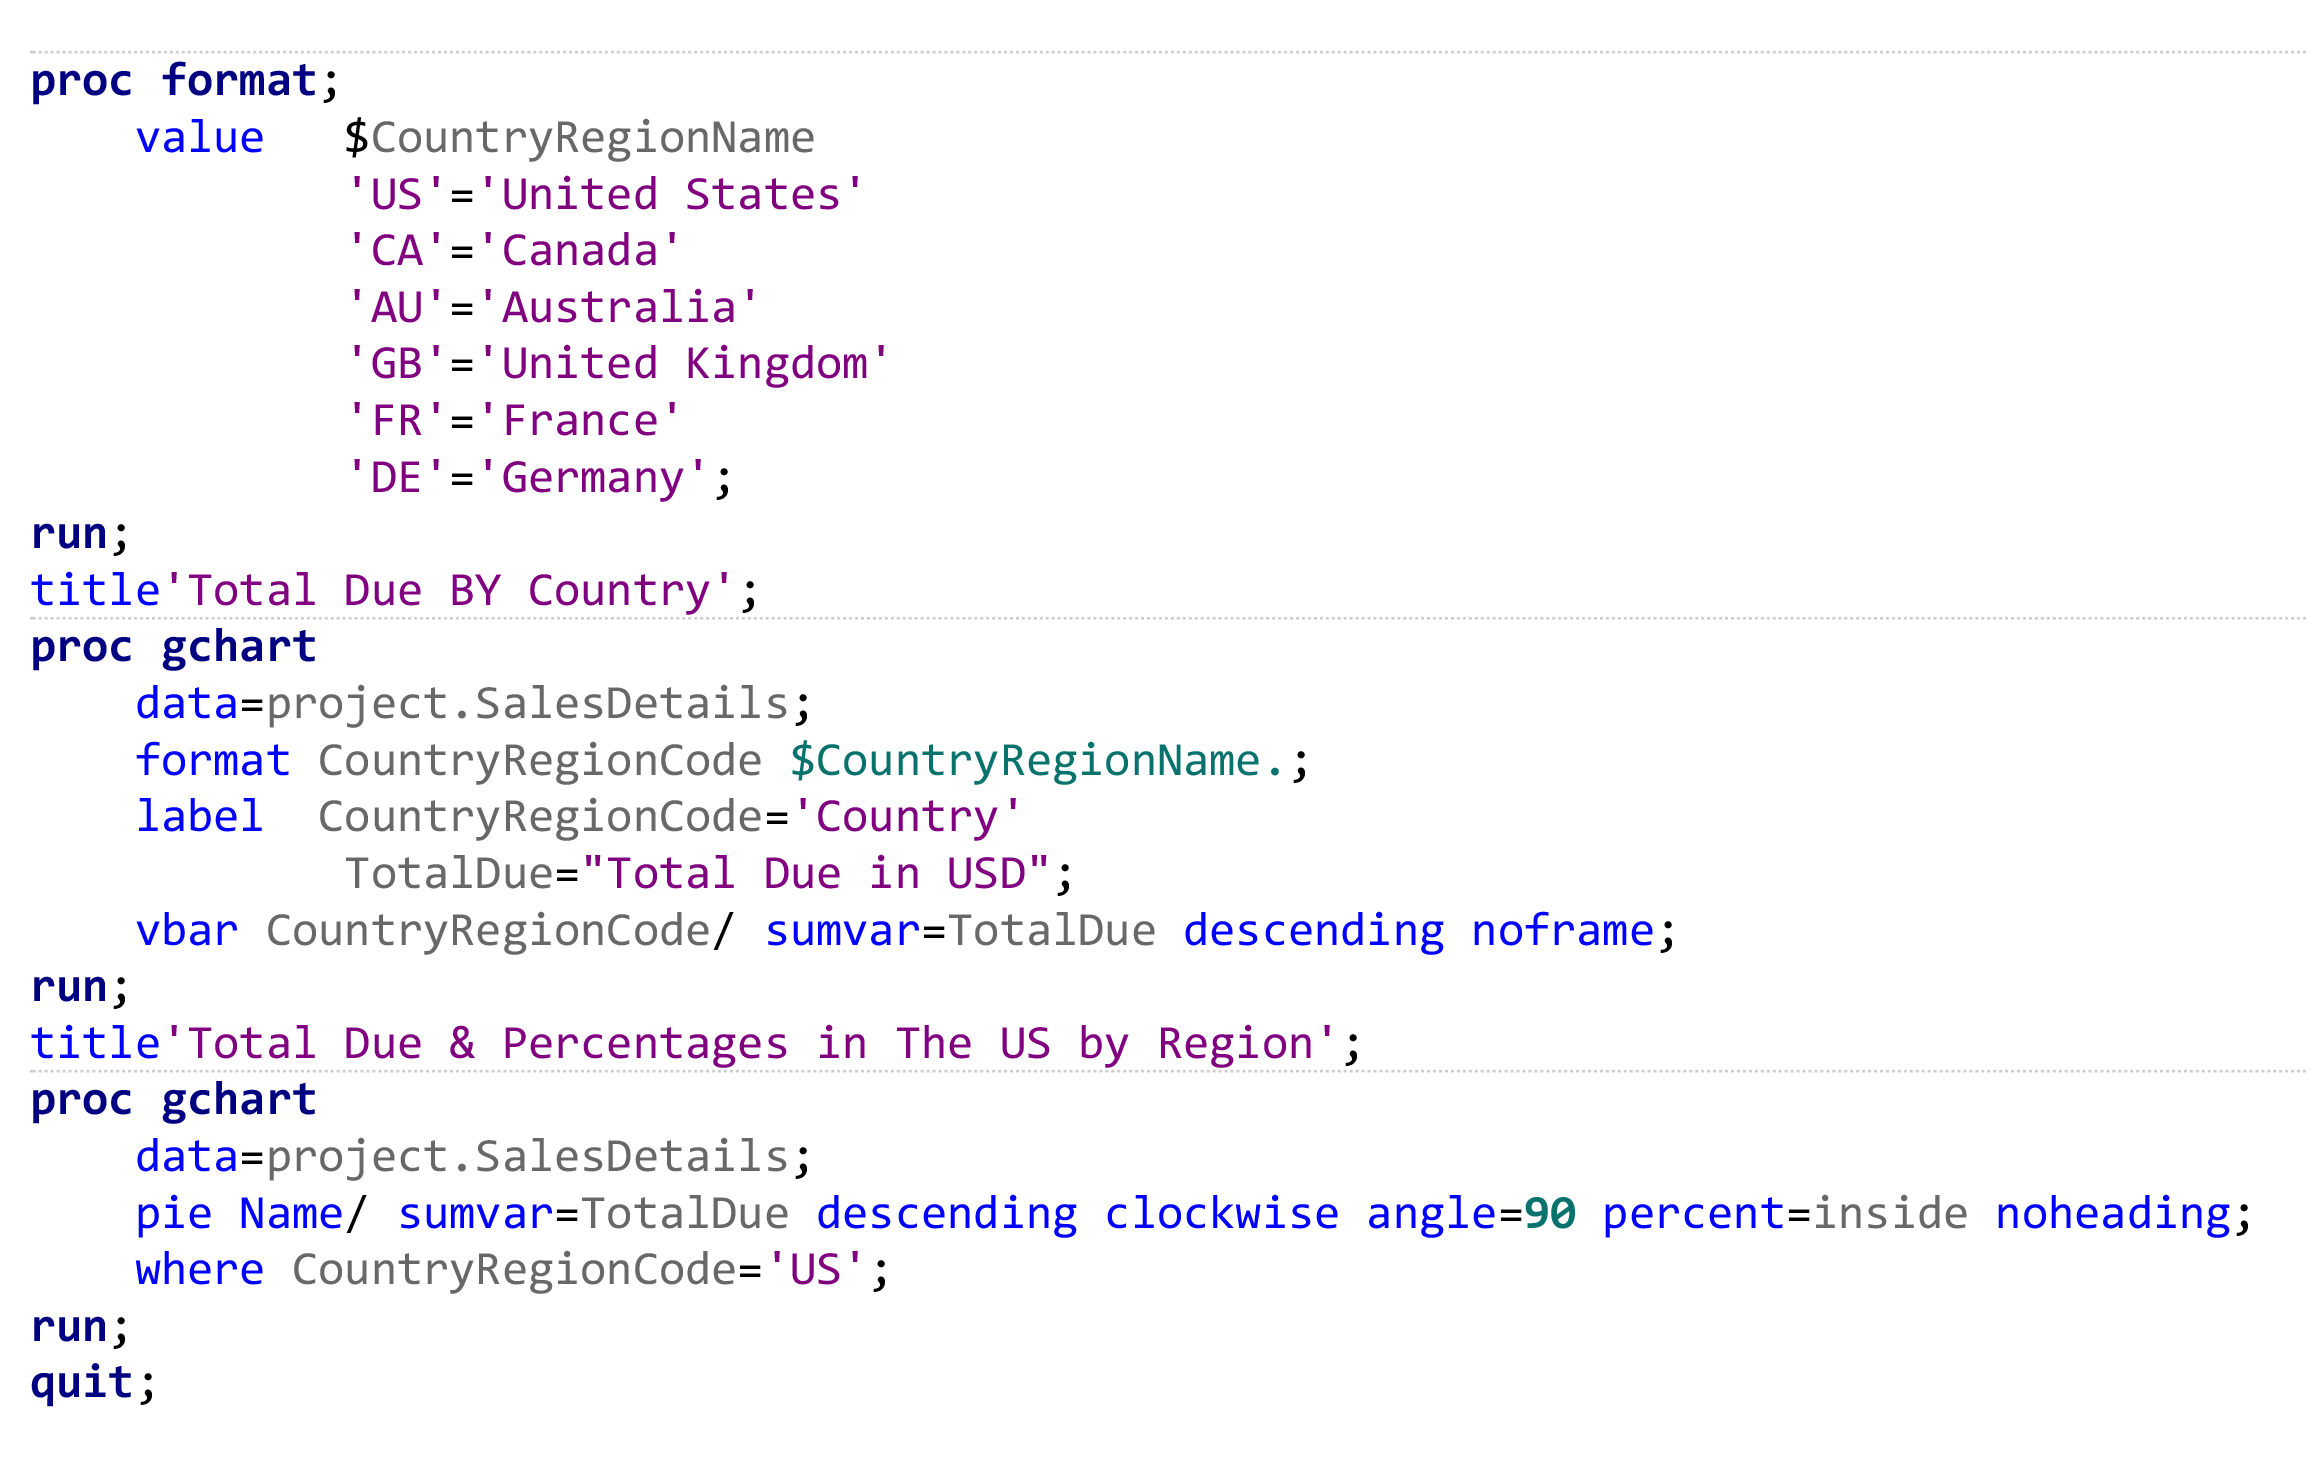 proc format;
    value   $CountryRegionName
            'US'='United States'
            'CA'='Canada'
            'AU'='Australia'
            'GB'='United Kingdom'
            'FR'='France'
            'DE'='Germany';
run;
title'Total Due BY Country';
proc gchart
    data=project.SalesDetails;
    format CountryRegionCode $CountryRegionName.;
    label  CountryRegionCode='Country'
            TotalDue="Total Due in USD";
    vbar CountryRegionCode/ sumvar=TotalDue descending noframe;
run;
title'Total Due & Percentages in The US by Region';
proc gchart
    data=project.SalesDetails;
    pie Name/ sumvar=TotalDue descending clockwise angle=90 percent=inside noheading;
    where CountryRegionCode='US';
run;
quit;